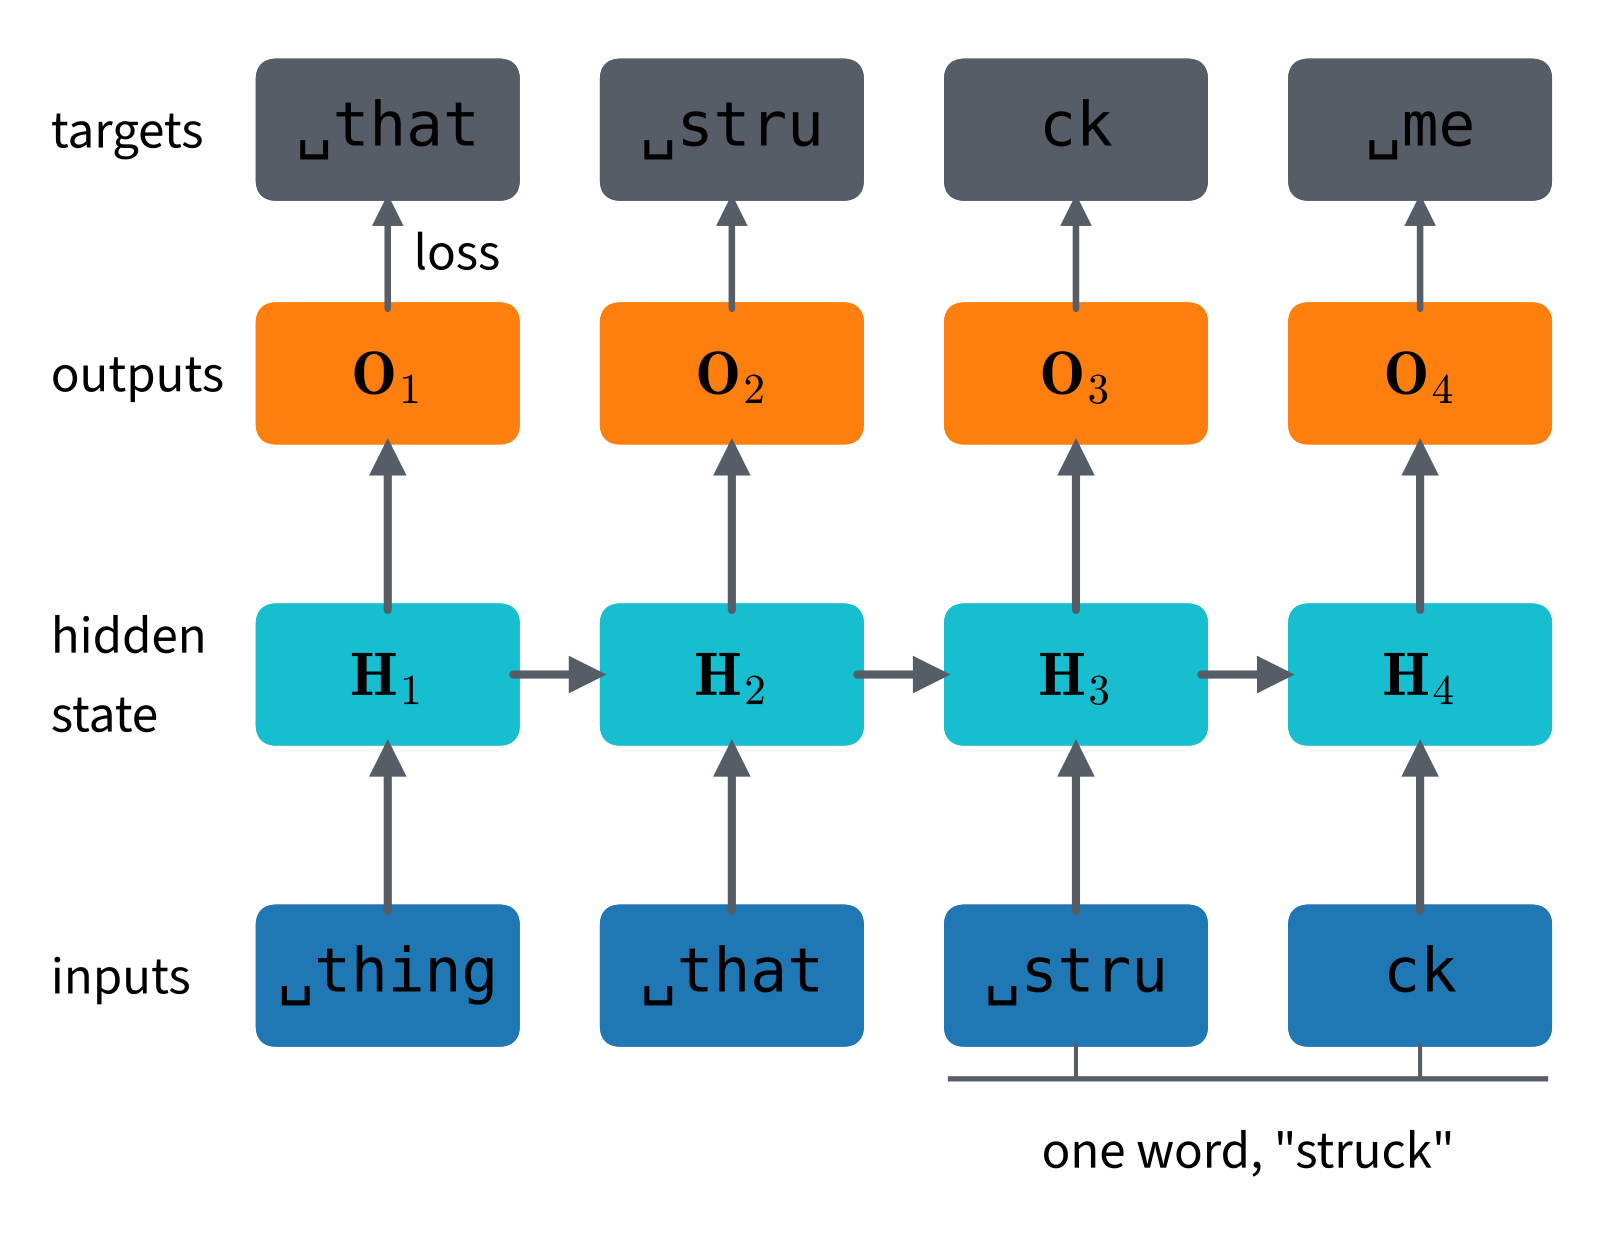 targets ␣that ␣stru ck ␣me
loss
outputs O₁ O₂ O₃ O₄
hidden
state H₁ H₂ H₃ H₄
inputs ␣thing ␣that ␣stru ck
one word, "struck"